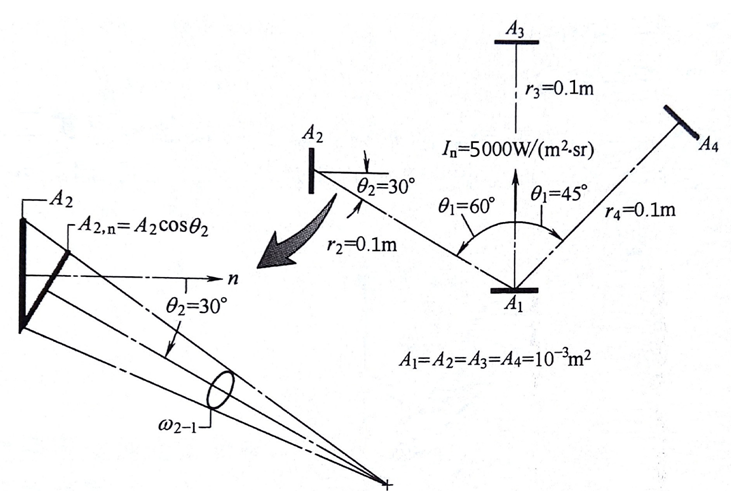 A₃
r₃=0.1m
A₂
A₄
Iₙ=5000W/(m²·sr)
θ₂=30°
θ₁=60°
θ₁=45°
r₂=0.1m
r₄=0.1m
A₁
A₁=A₂=A₃=A₄=10⁻³m²
A₂
A₂,ₙ=A₂cosθ₂
n
θ₂=30°
ω₂₋₁